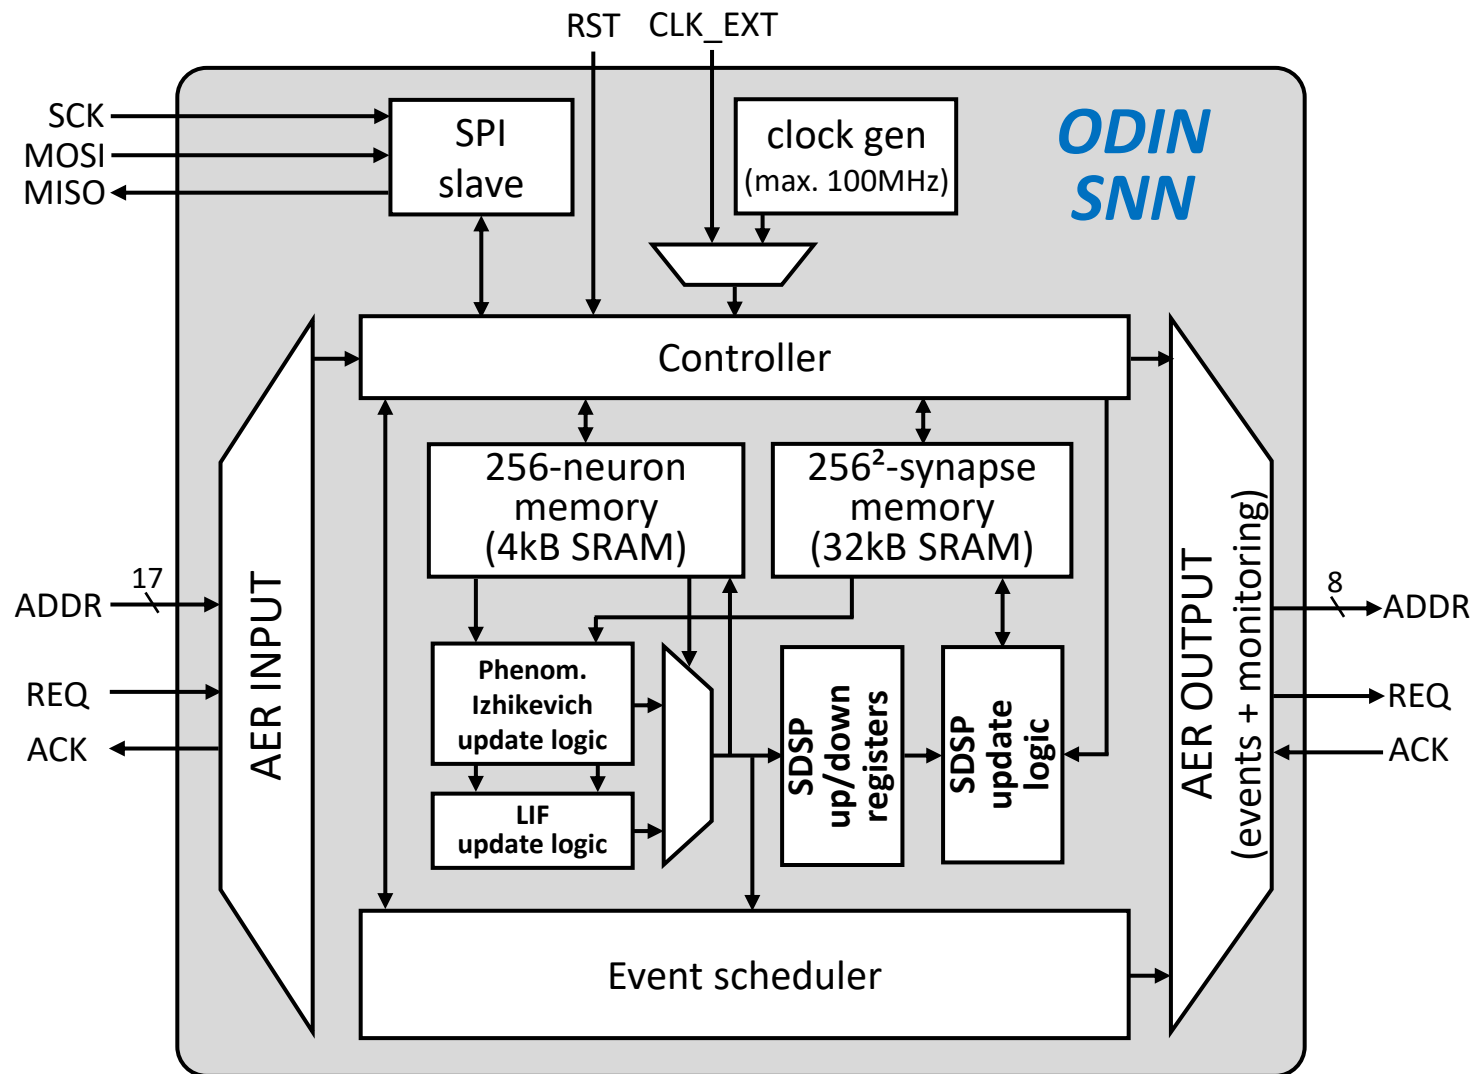 RST
CLK_EXT
SCK
MOSI
MISO
SPI
slave
clock gen
(max. 100MHz)
ODIN
SNN
Controller
256-neuron
memory
(4kB SRAM)
256²-synapse
memory
(32kB SRAM)
17
ADDR
REQ
ACK
AER INPUT
Phenom.
Izhikevich
update logic
LIF
update logic
SDSP
up/down
registers
SDSP
update
logic
AER OUTPUT
(events + monitoring)
8
ADDR
REQ
ACK
Event scheduler